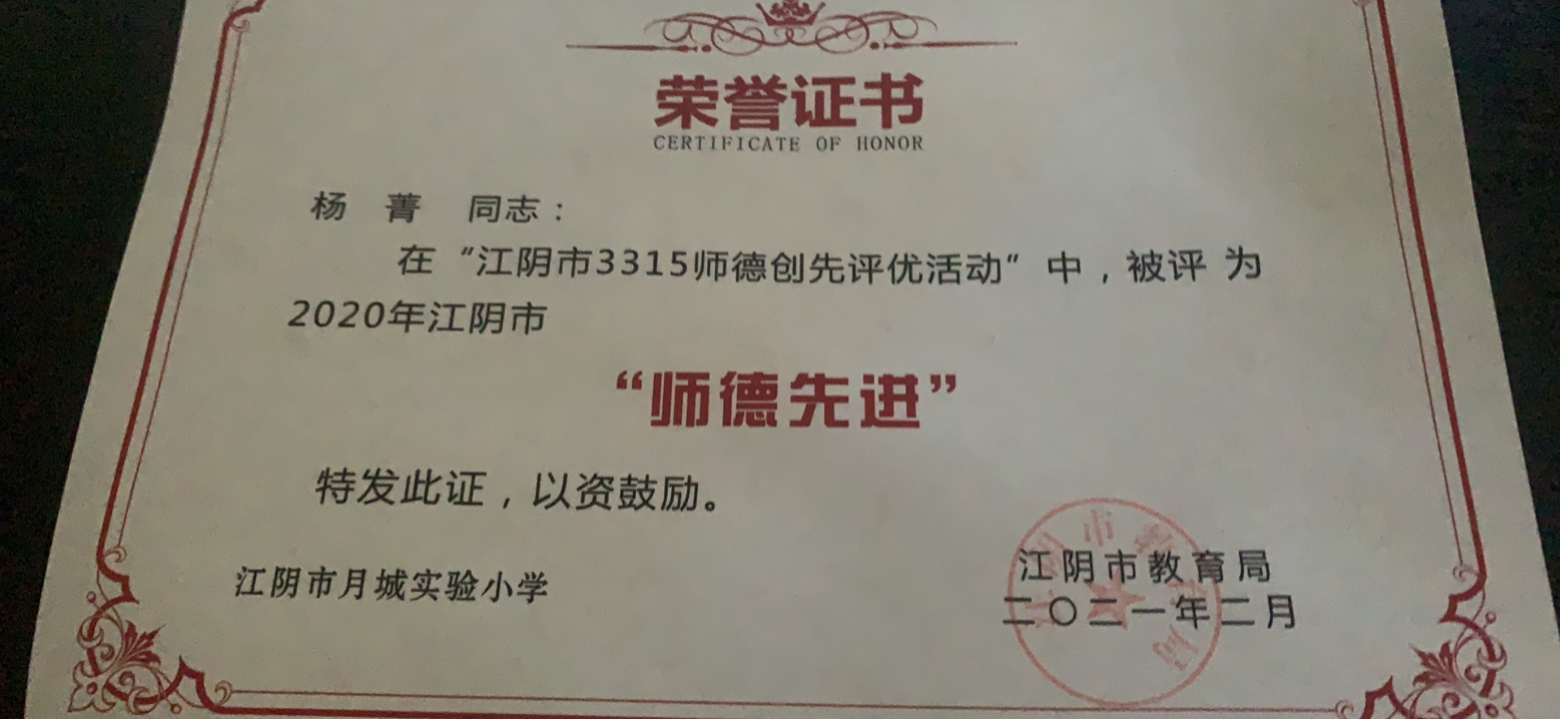 荣誉证书
CERTIFICATE OF HONOR
杨 菁 同志：
在“江阴市3315师德创先评优活动”中，被评 为
2020年江阴市
“师德先进”
特发此证，以资鼓励。
江阴市月城实验小学
江阴市教育局
二〇二一年二月